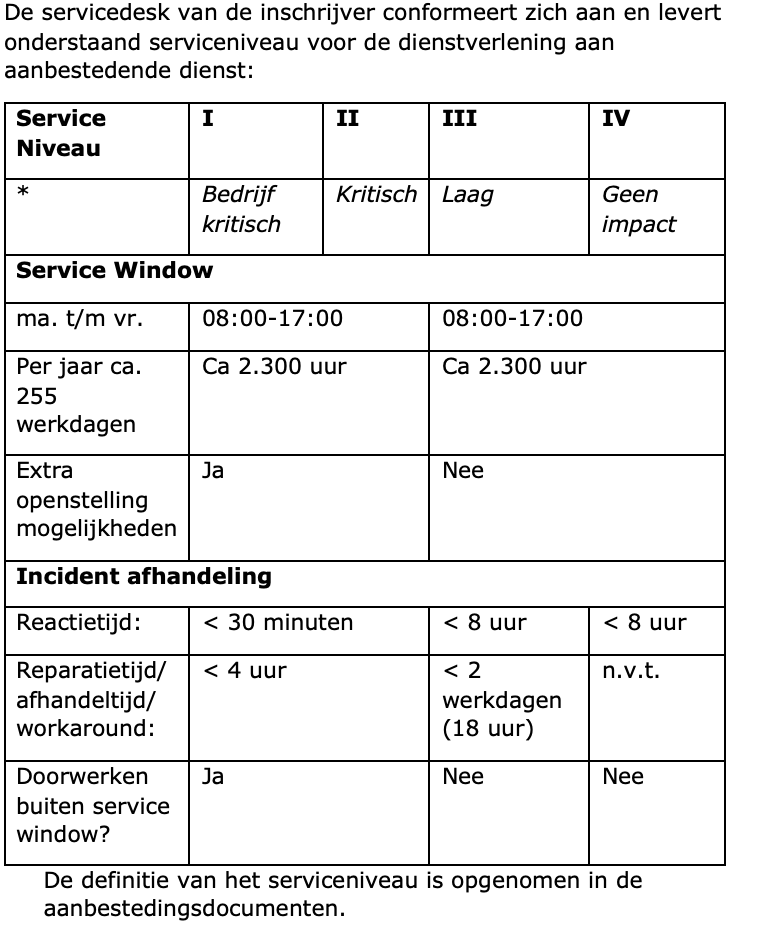 De servicedesk van de inschrijver conformeert zich aan en levert
onderstaand serviceniveau voor de dienstverlening aan
aanbestedende dienst:
Service Niveau I II III IV
* Bedrijf kritisch Kritisch Laag Geen impact
Service Window
ma. t/m vr. 08:00-17:00 08:00-17:00
Per jaar ca. 255 werkdagen Ca 2.300 uur Ca 2.300 uur
Extra openstelling mogelijkheden Ja Nee
Incident afhandeling
Reactietijd: < 30 minuten < 8 uur < 8 uur
Reparatietijd/ afhandeltijd/ workaround: < 4 uur < 2 werkdagen (18 uur) n.v.t.
Doorwerken buiten service window? Ja Nee Nee
De definitie van het serviceniveau is opgenomen in de
aanbestedingsdocumenten.